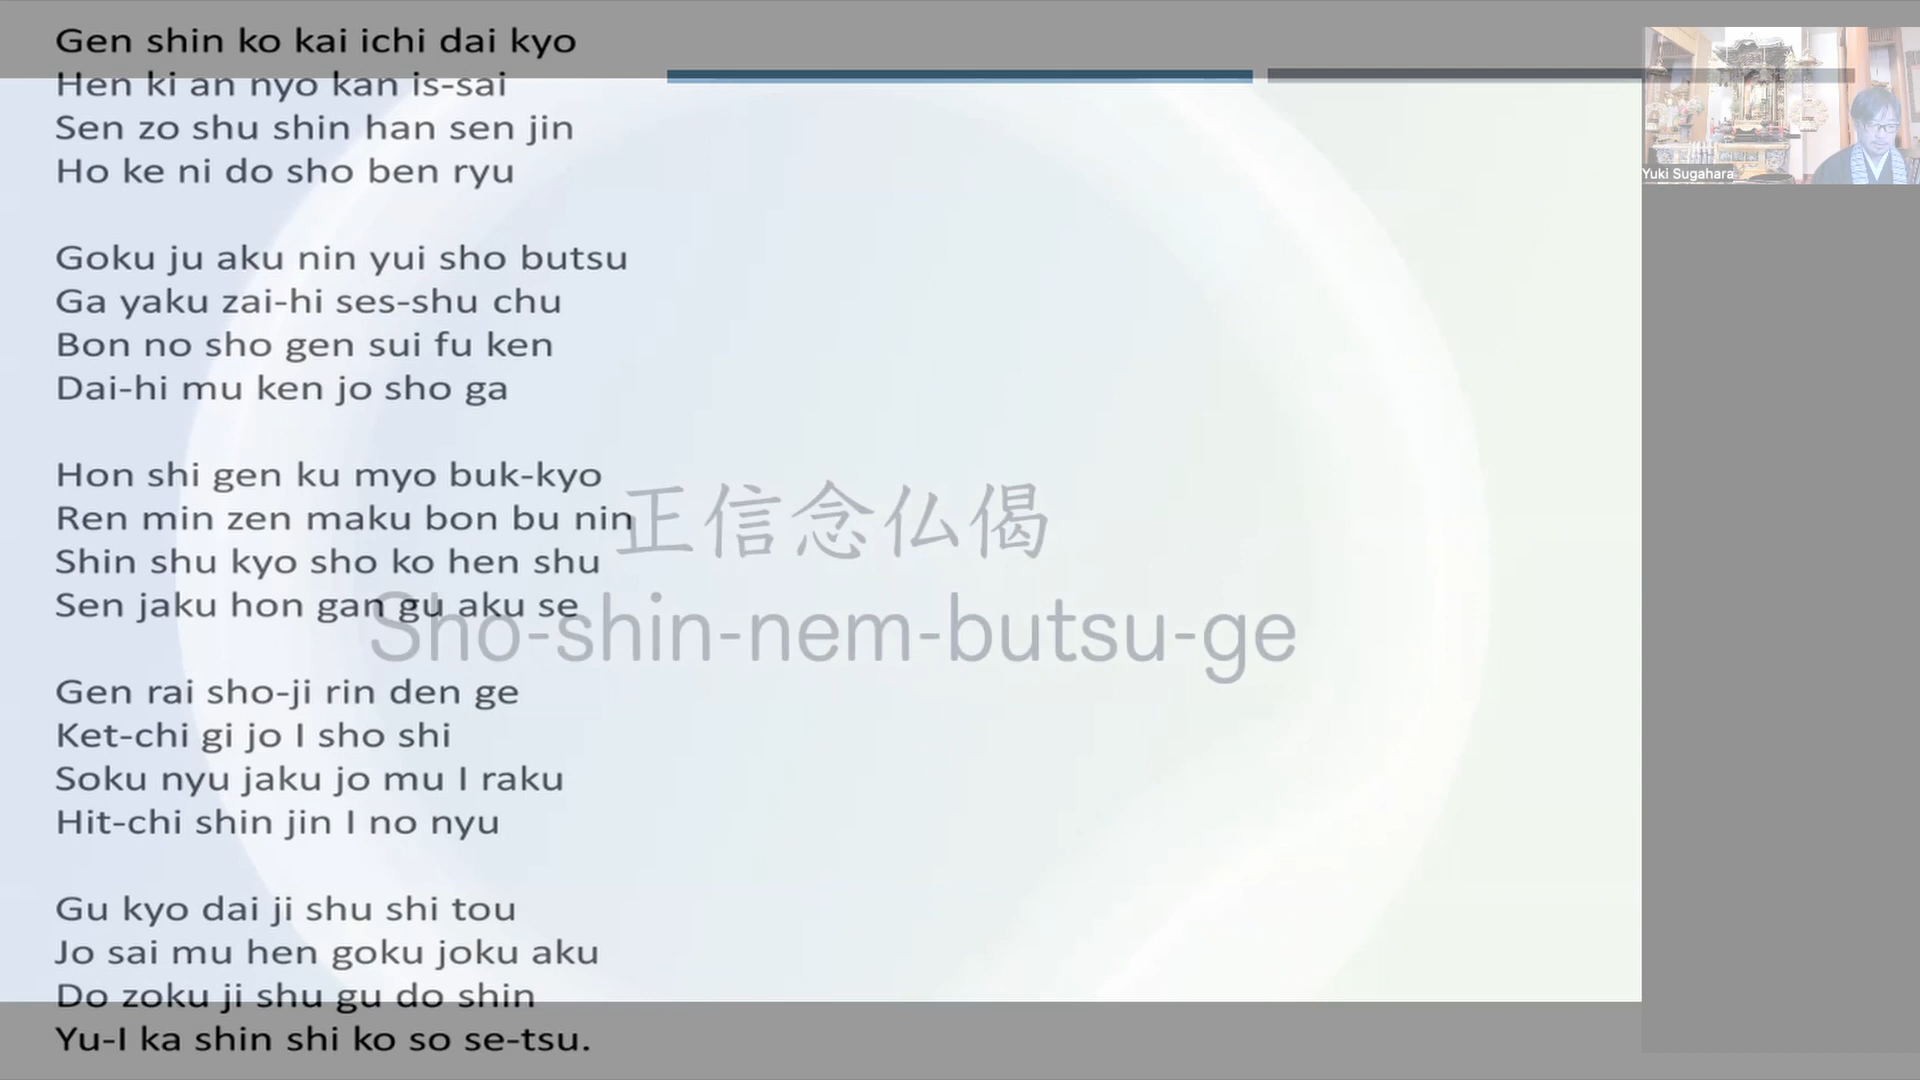 Gen shin ko kai ichi dai kyo
Hen ki an nyo kan is-sai
Sen zo shu shin han sen jin
Ho ke ni do sho ben ryu
Goku ju aku nin yui sho butsu
Ga yaku zai-hi ses-shu chu
Bon no sho gen sui fu ken
Dai-hi mu ken jo sho ga
Hon shi gen ku myo buk-kyo
Ren min zen maku bon bu nin
Shin shu kyo sho ko hen shu
Sen jaku hon gan gu aku se
Gen rai sho-ji rin den ge
Ket-chi gi jo I sho shi
Soku nyu jaku jo mu I raku
Hit-chi shin jin I no nyu
Gu kyo dai ji shu shi tou
Jo sai mu hen goku joku aku
Do zoku ji shu gu do shin
Yu-I ka shin shi ko so se-tsu.
正信念仏偈
Sho-shin-nem-butsu-ge
Yuki Sugahara